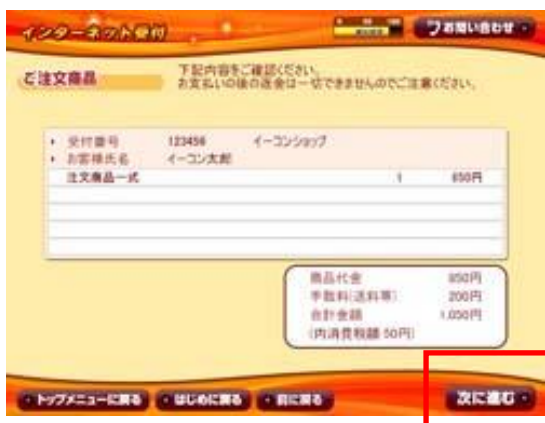 インターネット受付
お問い合わせ
ご注文商品
下記内容をご確認ください。
お支払いの後の返金は一切できませんのでご注意ください。
受付番号 123456 イーコンショップ
お客様氏名 イーコン太郎
注文商品一式 1 850円
商品代金 850円
手数料(送料等) 200円
合計金額 1,050円
(内消費税額 50円)
トップメニューに戻る はじめに戻る 前に戻る 次に進む